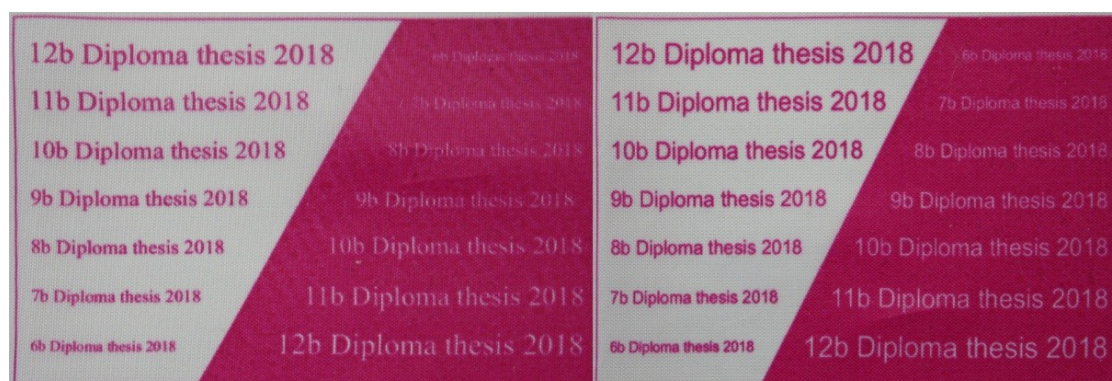 12b Diploma thesis 2018
11b Diploma thesis 2018
10b Diploma thesis 2018
9b Diploma thesis 2018
8b Diploma thesis 2018
7b Diploma thesis 2018
6b Diploma thesis 2018
6b Diploma thesis 2018
7b Diploma thesis 2018
8b Diploma thesis 2018
9b Diploma thesis 2018
10b Diploma thesis 2018
11b Diploma thesis 2018
12b Diploma thesis 2018
12b Diploma thesis 2018
11b Diploma thesis 2018
10b Diploma thesis 2018
9b Diploma thesis 2018
8b Diploma thesis 2018
7b Diploma thesis 2018
6b Diploma thesis 2018
6b Diploma thesis 2018
7b Diploma thesis 2018
8b Diploma thesis 2018
9b Diploma thesis 2018
10b Diploma thesis 2018
11b Diploma thesis 2018
12b Diploma thesis 2018